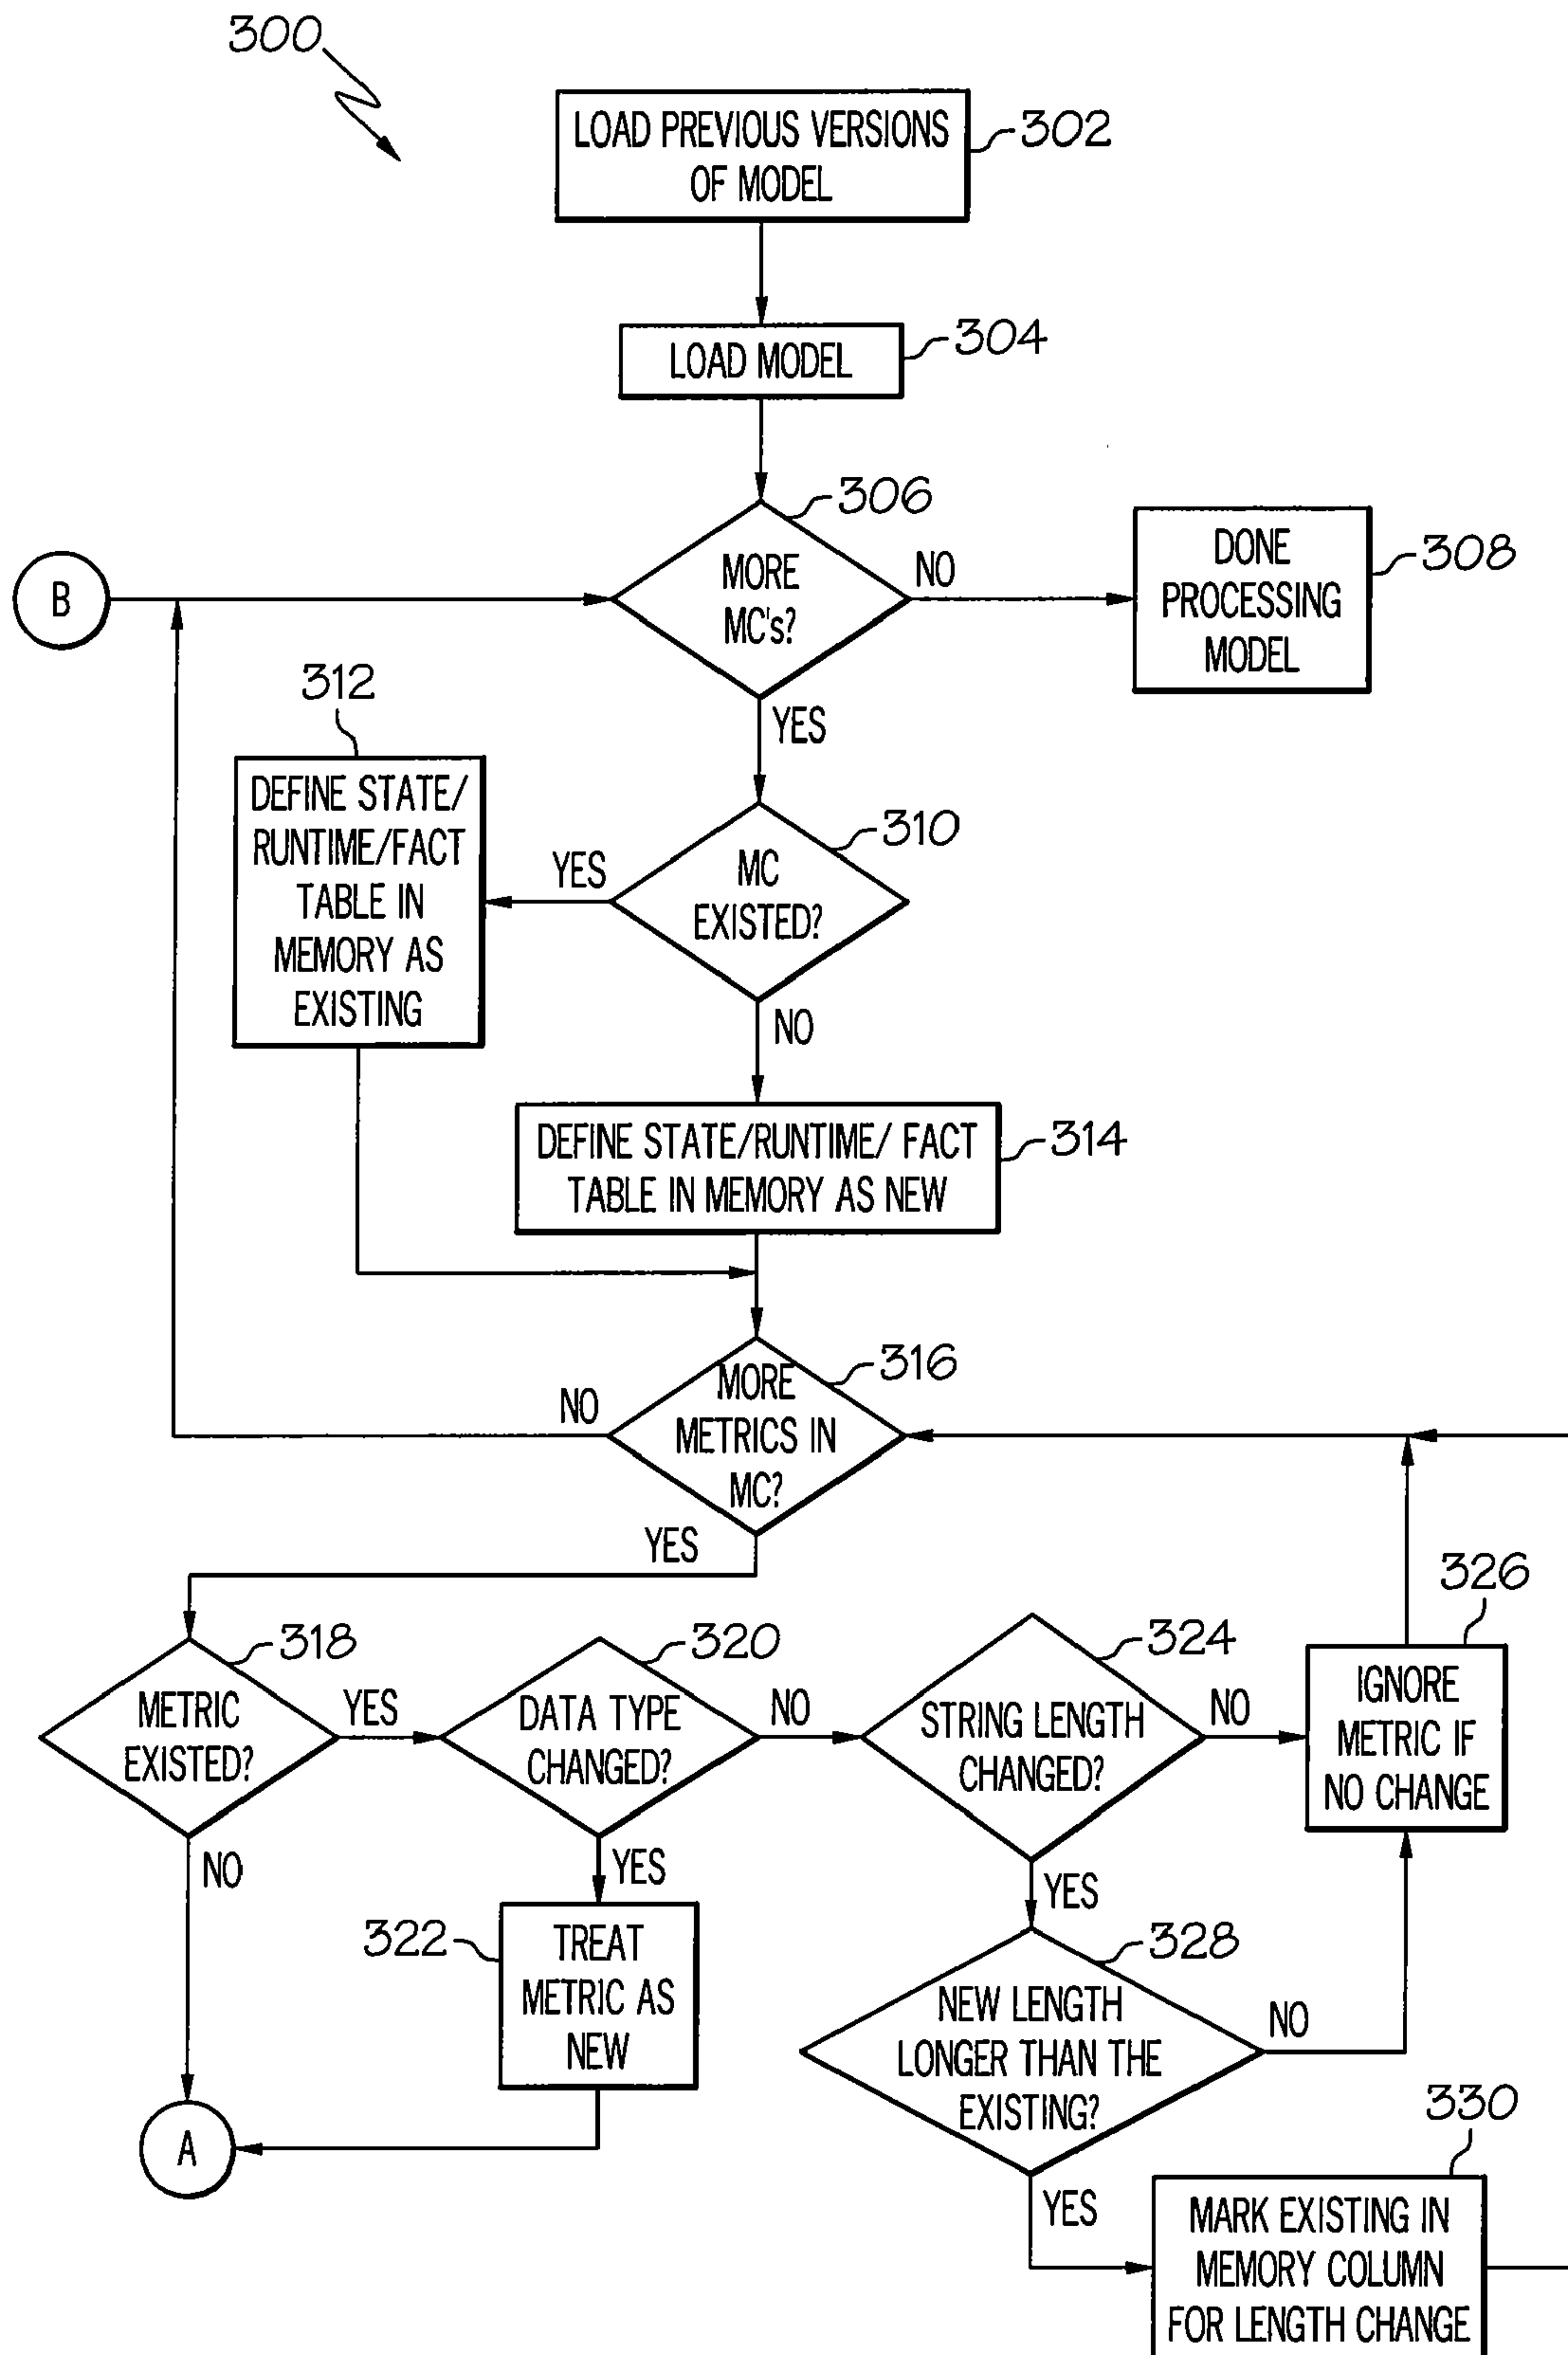 300
LOAD PREVIOUS VERSIONS
OF MODEL
302
LOAD MODEL
304
306
MORE
MC's?
NO
DONE
PROCESSING
MODEL
308
B
YES
312
DEFINE STATE/
RUNTIME/FACT
TABLE IN
MEMORY AS
EXISTING
YES
MC
EXISTED?
310
NO
DEFINE STATE/RUNTIME/ FACT
TABLE IN MEMORY AS NEW
314
316
NO
MORE
METRICS IN
MC?
YES
318
METRIC
EXISTED?
YES
320
DATA TYPE
CHANGED?
NO
324
STRING LENGTH
CHANGED?
NO
326
IGNORE
METRIC IF
NO CHANGE
NO
YES
322
TREAT
METRIC AS
NEW
YES
328
NEW LENGTH
LONGER THAN THE
EXISTING?
NO
A
YES
330
MARK EXISTING IN
MEMORY COLUMN
FOR LENGTH CHANGE